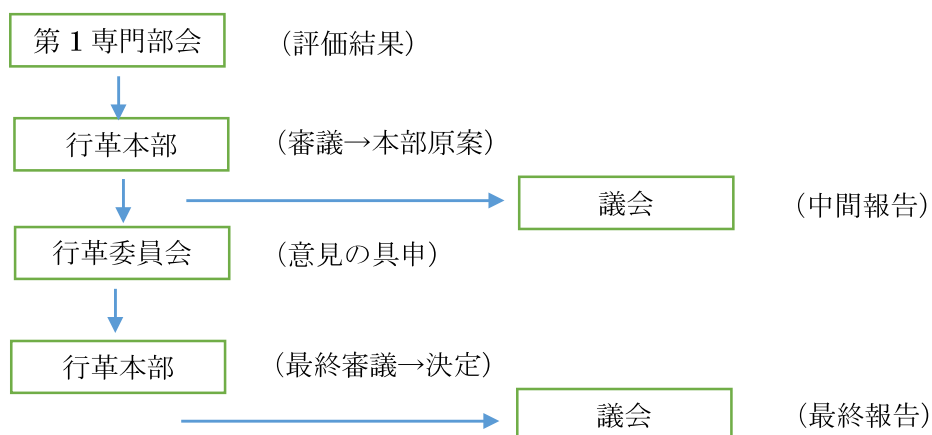 第1専門部会 （評価結果）
行革本部 （審議→本部原案）
議会 （中間報告）
行革委員会 （意見の具申）
行革本部 （最終審議→決定）
議会 （最終報告）